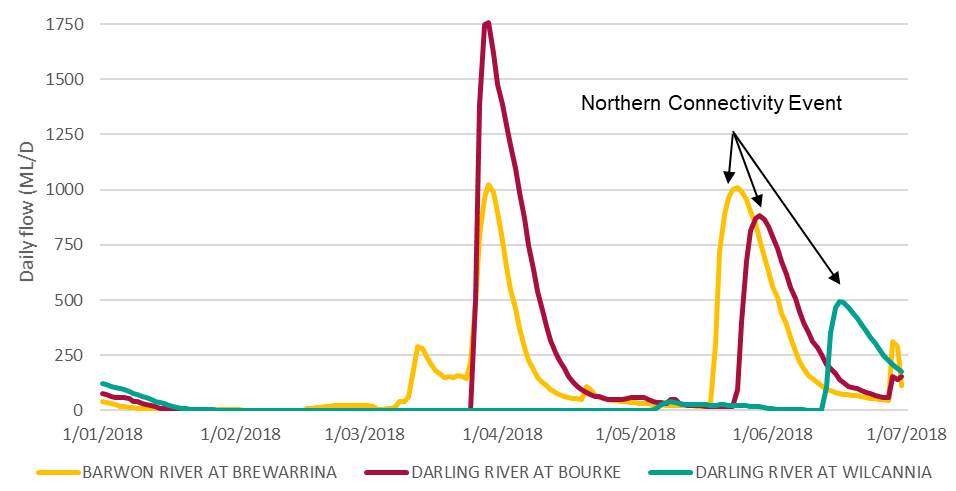 1750
1500
1250
1000
750
500
250
0
Daily flow (ML/D)
Northern Connectivity Event
1/01/2018 1/02/2018 1/03/2018 1/04/2018 1/05/2018 1/06/2018 1/07/2018
BARWON RIVER AT BREWARRINA DARLING RIVER AT BOURKE DARLING RIVER AT WILCANNIA